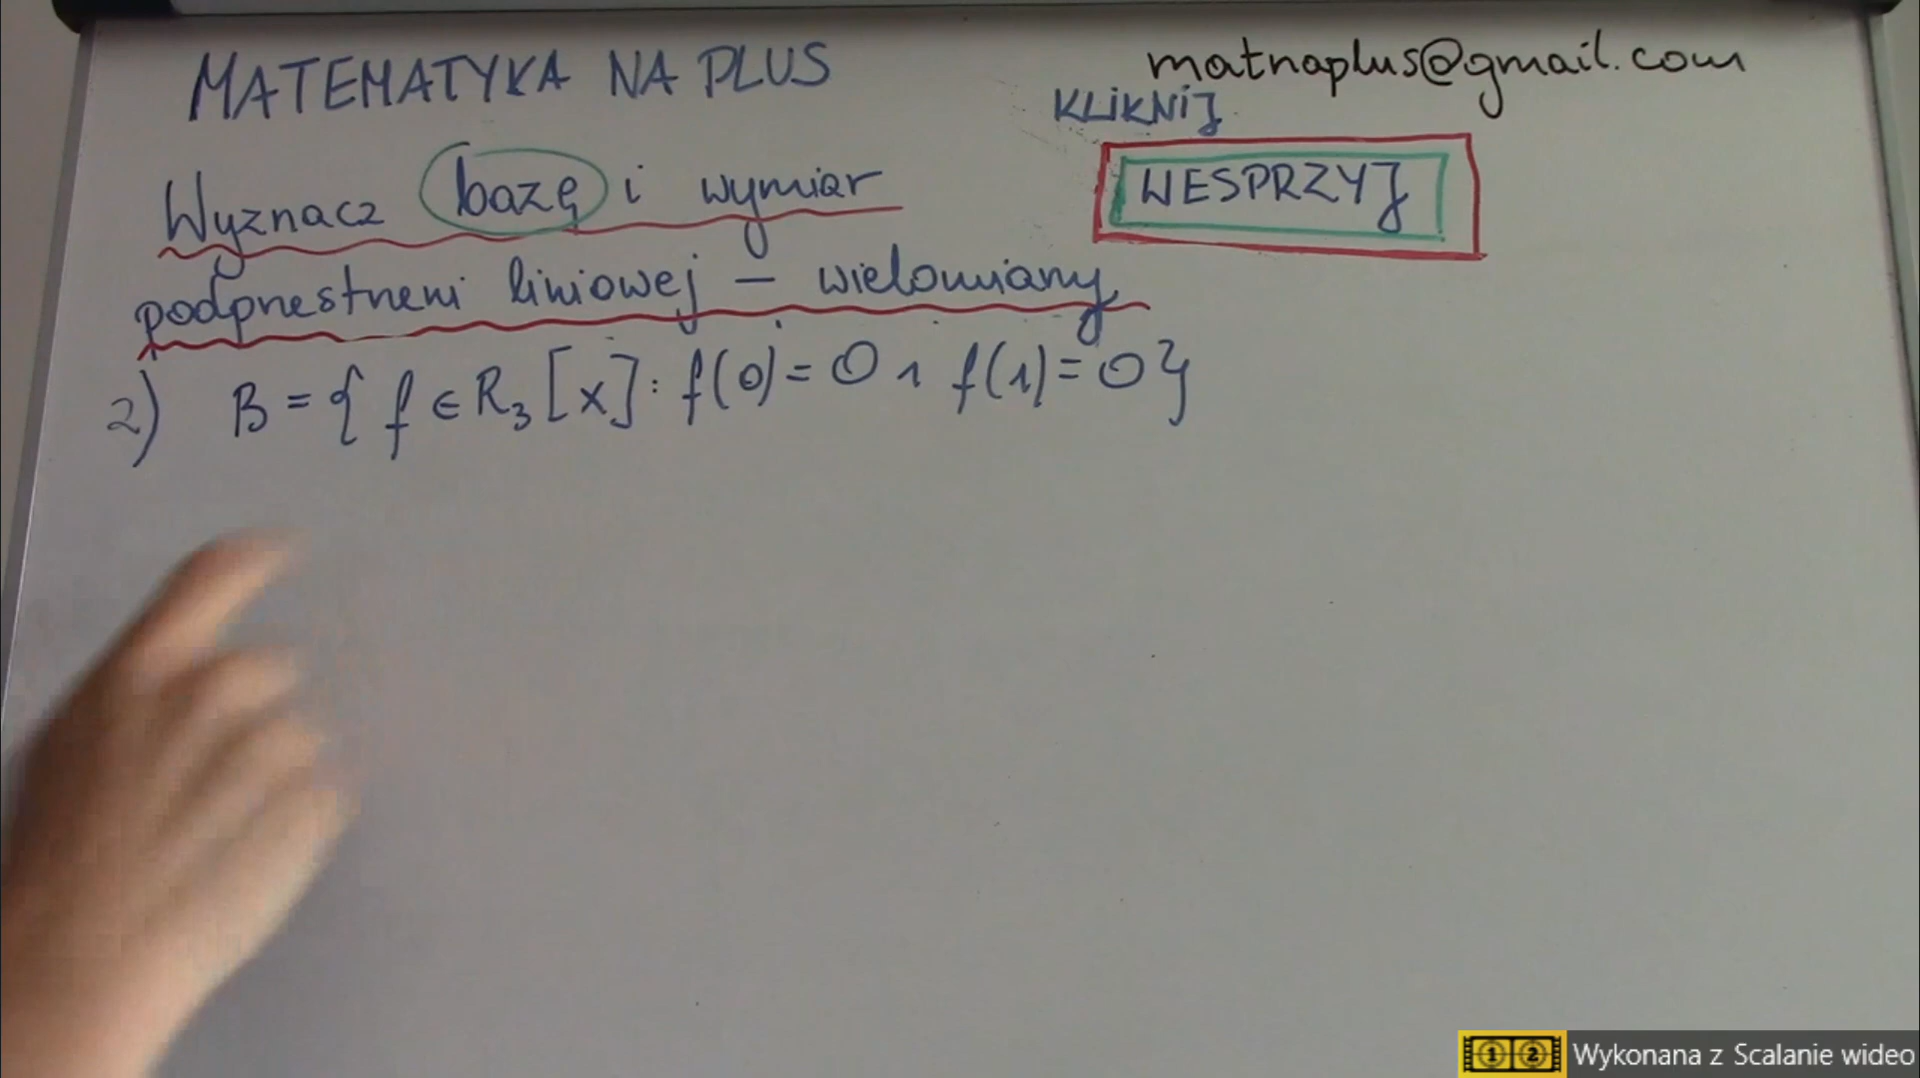 MATEMATYKA NA PLUS
matnaplus@gmail.com
KLIKNIJ
WESPRZYJ
Wyznacz bazę i wymiar
podprzestrzeni liniowej – wielomiany
2) B = { f ∈ R₃[x] : f(0) = 0 ∧ f(1) = 0 }
Wykonana z Scalanie wideo